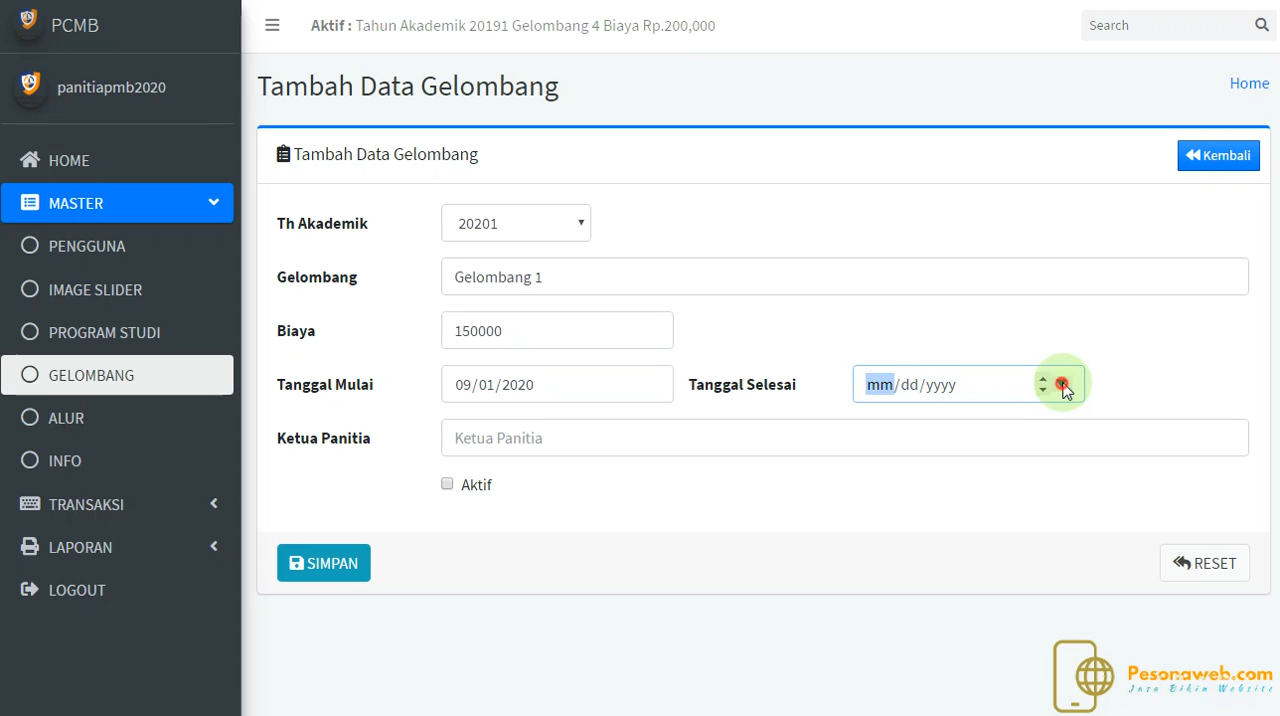 PCMB
Aktif : Tahun Akademik 20191 Gelombang 4 Biaya Rp.200,000
Search
panitiapmb2020
HOME
MASTER
PENGGUNA
IMAGE SLIDER
PROGRAM STUDI
GELOMBANG
ALUR
INFO
TRANSAKSI
LAPORAN
LOGOUT
Tambah Data Gelombang
Home
Tambah Data Gelombang
Kembali
Th Akademik
20201
Gelombang
Gelombang 1
Biaya
150000
Tanggal Mulai
09/01/2020
Tanggal Selesai
mm/dd/yyyy
Ketua Panitia
Ketua Panitia
Aktif
SIMPAN
RESET
Pesonaweb.com
Jasa Bikin Website